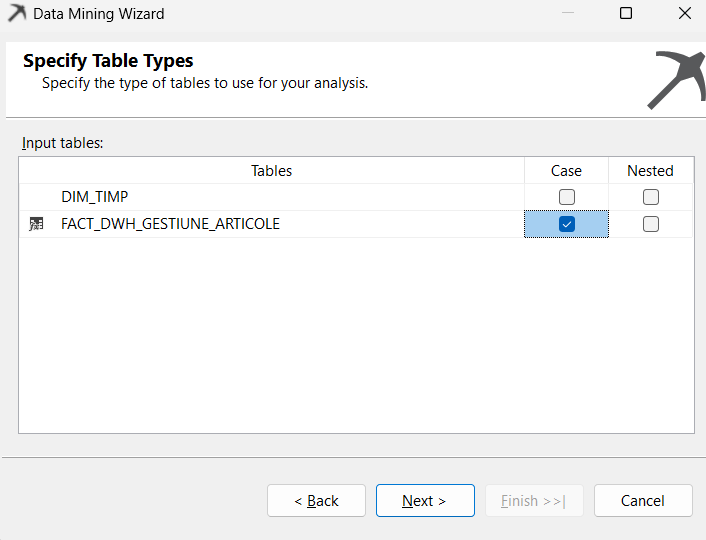 Data Mining Wizard
Specify Table Types
Specify the type of tables to use for your analysis.
Input tables:
Tables Case Nested
DIM_TIMP
FACT_DWH_GESTIUNE_ARTICOLE
< Back Next > Finish >>| Cancel